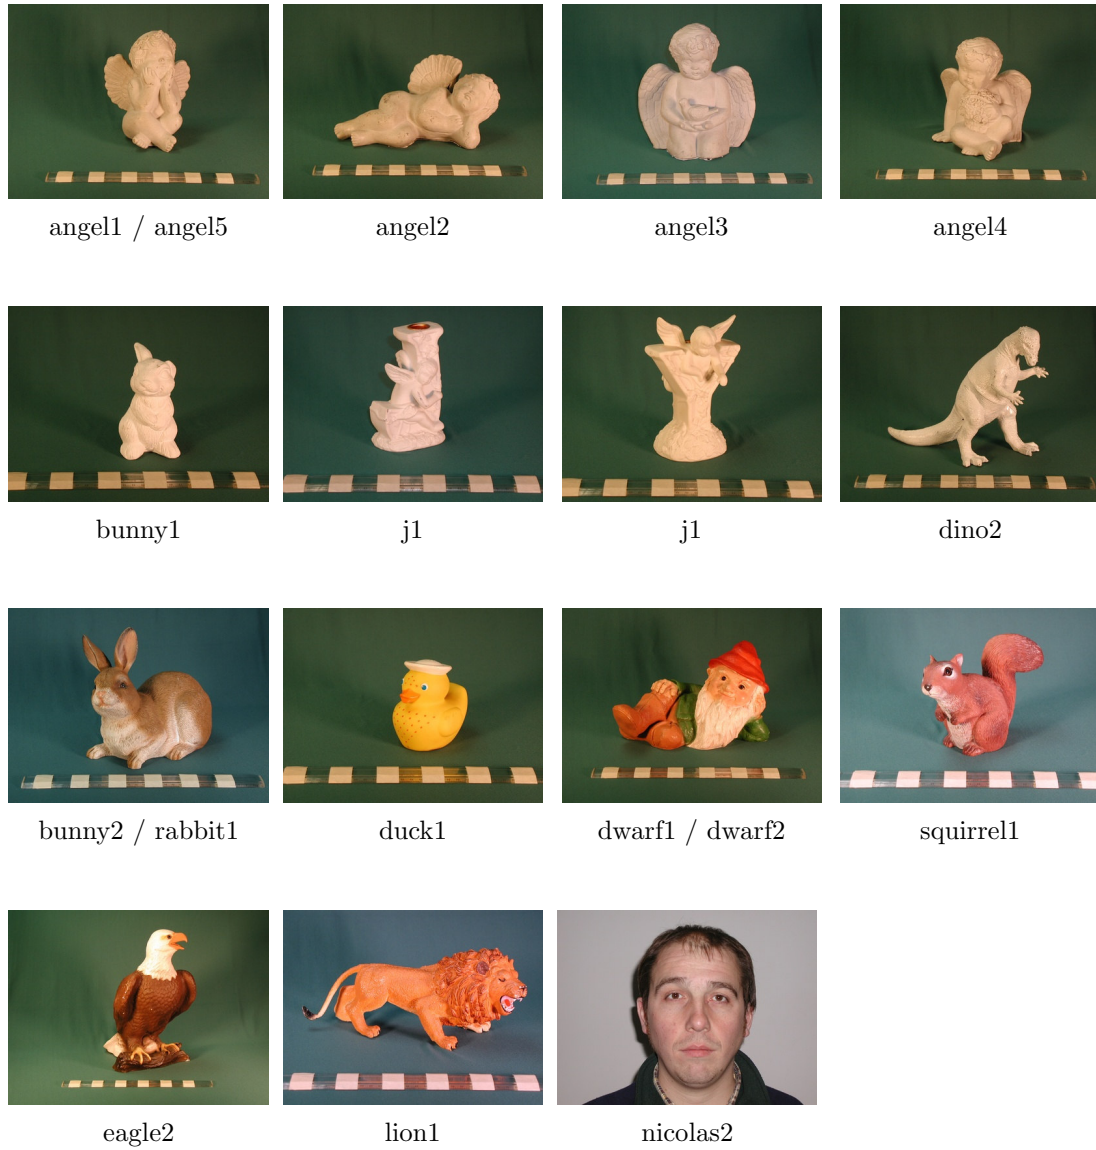 angel1 / angel5
angel2
angel3
angel4
bunny1
j1
j1
dino2
bunny2 / rabbit1
duck1
dwarf1 / dwarf2
squirrel1
eagle2
lion1
nicolas2